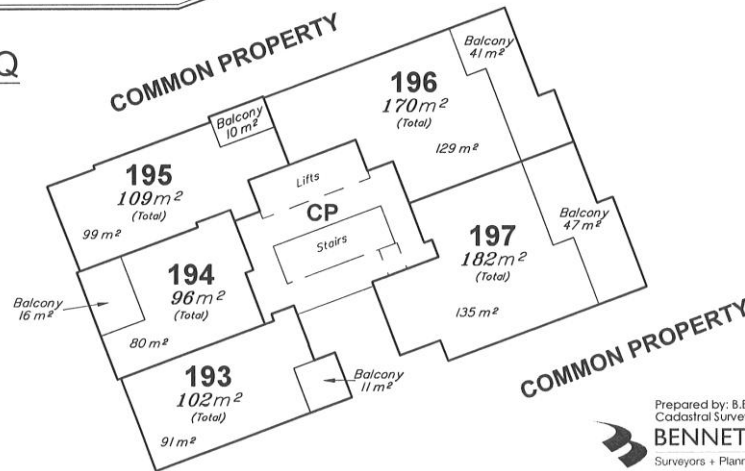 Q
COMMON PROPERTY
Balcony
41 m²
196
170m²
(Total)
129 m²
Balcony
10 m²
195
109m²
(Total)
99 m²
Lifts
CP
Stairs
Balcony
47 m²
197
182m²
(Total)
135 m²
194
96m²
(Total)
80 m²
Balcony
16 m²
193
102m²
(Total)
91 m²
Balcony
11 m²
COMMON PROPERTY
Prepared by: B.E
Cadastral Surve
BENNET
Surveyors + Plann